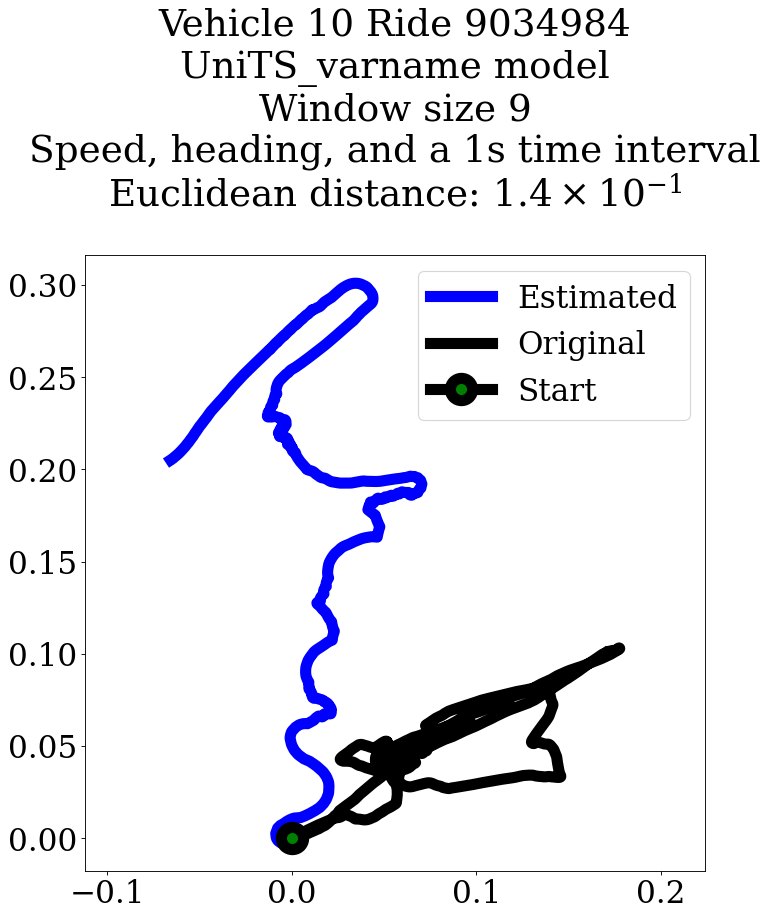 Vehicle 10 Ride 9034984
UniTS_varname model
Window size 9
Speed, heading, and a 1s time interval
Euclidean distance: 1.4 × 10⁻¹
Estimated
Original
Start
0.30
0.25
0.20
0.15
0.10
0.05
0.00
−0.1 0.0 0.1 0.2